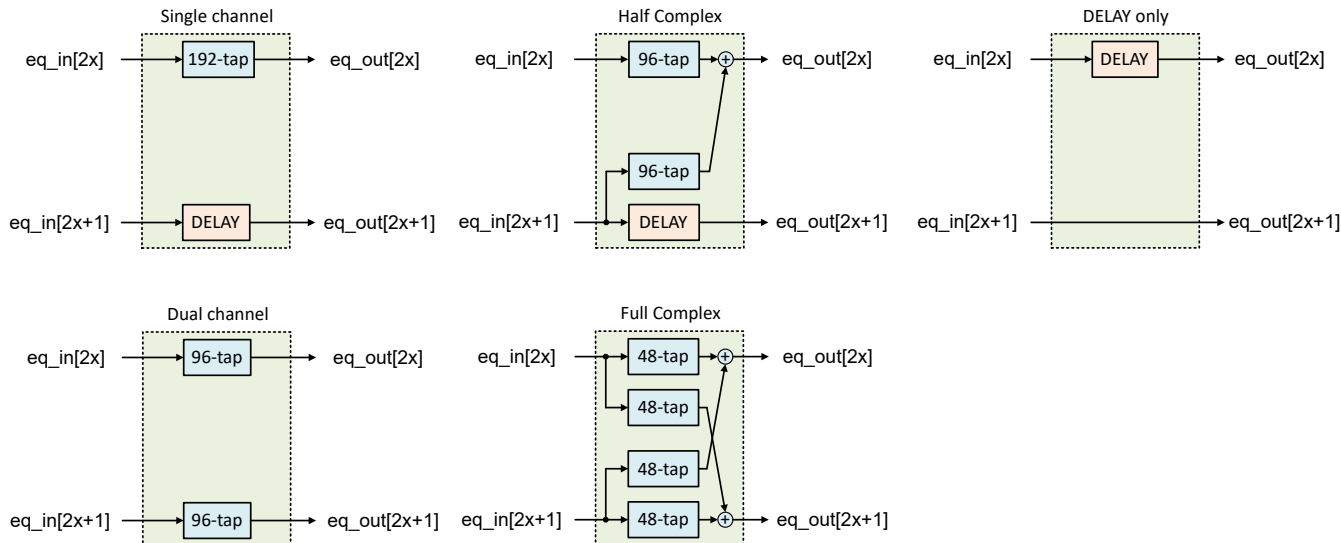 Single channel
eq_in[2x]
192-tap
eq_out[2x]
eq_in[2x+1]
DELAY
eq_out[2x+1]
Half Complex
eq_in[2x]
96-tap
+
eq_out[2x]
96-tap
eq_in[2x+1]
DELAY
eq_out[2x+1]
DELAY only
eq_in[2x]
DELAY
eq_out[2x]
eq_in[2x+1]
eq_out[2x+1]
Dual channel
eq_in[2x]
96-tap
eq_out[2x]
eq_in[2x+1]
96-tap
eq_out[2x+1]
Full Complex
eq_in[2x]
48-tap
+
eq_out[2x]
48-tap
48-tap
eq_in[2x+1]
48-tap
+
eq_out[2x+1]